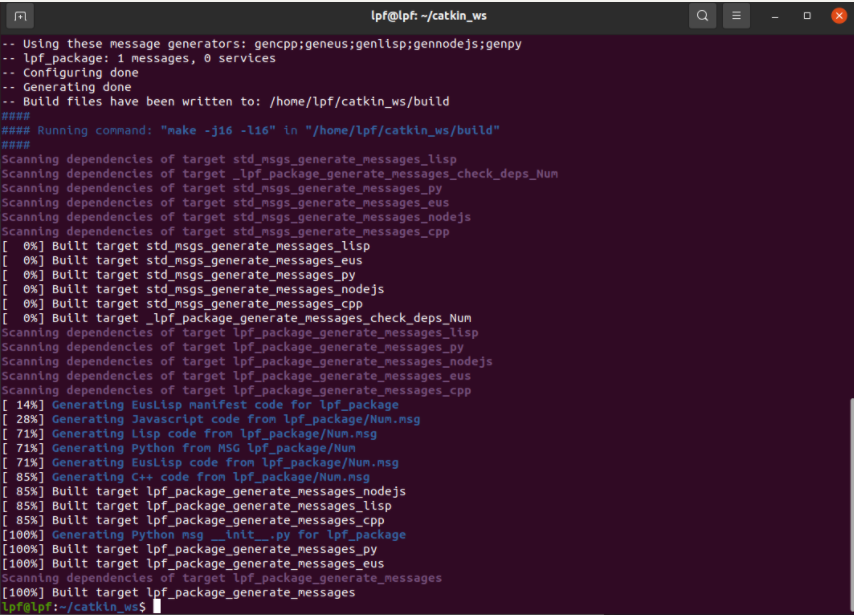 lpf@lpf: ~/catkin_ws
-- Using these message generators: gencpp;geneus;genlisp;gennodejs;genpy
-- lpf_package: 1 messages, 0 services
-- Configuring done
-- Generating done
-- Build files have been written to: /home/lpf/catkin_ws/build
####
#### Running command: "make -j16 -l16" in "/home/lpf/catkin_ws/build"
####
Scanning dependencies of target std_msgs_generate_messages_lisp
Scanning dependencies of target _lpf_package_generate_messages_check_deps_Num
Scanning dependencies of target std_msgs_generate_messages_py
Scanning dependencies of target std_msgs_generate_messages_eus
Scanning dependencies of target std_msgs_generate_messages_nodejs
Scanning dependencies of target std_msgs_generate_messages_cpp
[  0%] Built target std_msgs_generate_messages_lisp
[  0%] Built target std_msgs_generate_messages_eus
[  0%] Built target std_msgs_generate_messages_py
[  0%] Built target std_msgs_generate_messages_nodejs
[  0%] Built target std_msgs_generate_messages_cpp
[  0%] Built target _lpf_package_generate_messages_check_deps_Num
Scanning dependencies of target lpf_package_generate_messages_lisp
Scanning dependencies of target lpf_package_generate_messages_py
Scanning dependencies of target lpf_package_generate_messages_nodejs
Scanning dependencies of target lpf_package_generate_messages_eus
Scanning dependencies of target lpf_package_generate_messages_cpp
[ 14%] Generating EusLisp manifest code for lpf_package
[ 28%] Generating Javascript code from lpf_package/Num.msg
[ 71%] Generating Lisp code from lpf_package/Num.msg
[ 71%] Generating Python from MSG lpf_package/Num
[ 71%] Generating EusLisp code from lpf_package/Num.msg
[ 85%] Generating C++ code from lpf_package/Num.msg
[ 85%] Built target lpf_package_generate_messages_nodejs
[ 85%] Built target lpf_package_generate_messages_lisp
[ 85%] Built target lpf_package_generate_messages_cpp
[100%] Generating Python msg __init__.py for lpf_package
[100%] Built target lpf_package_generate_messages_py
[100%] Built target lpf_package_generate_messages_eus
Scanning dependencies of target lpf_package_generate_messages
[100%] Built target lpf_package_generate_messages
lpf@lpf:~/catkin_ws$